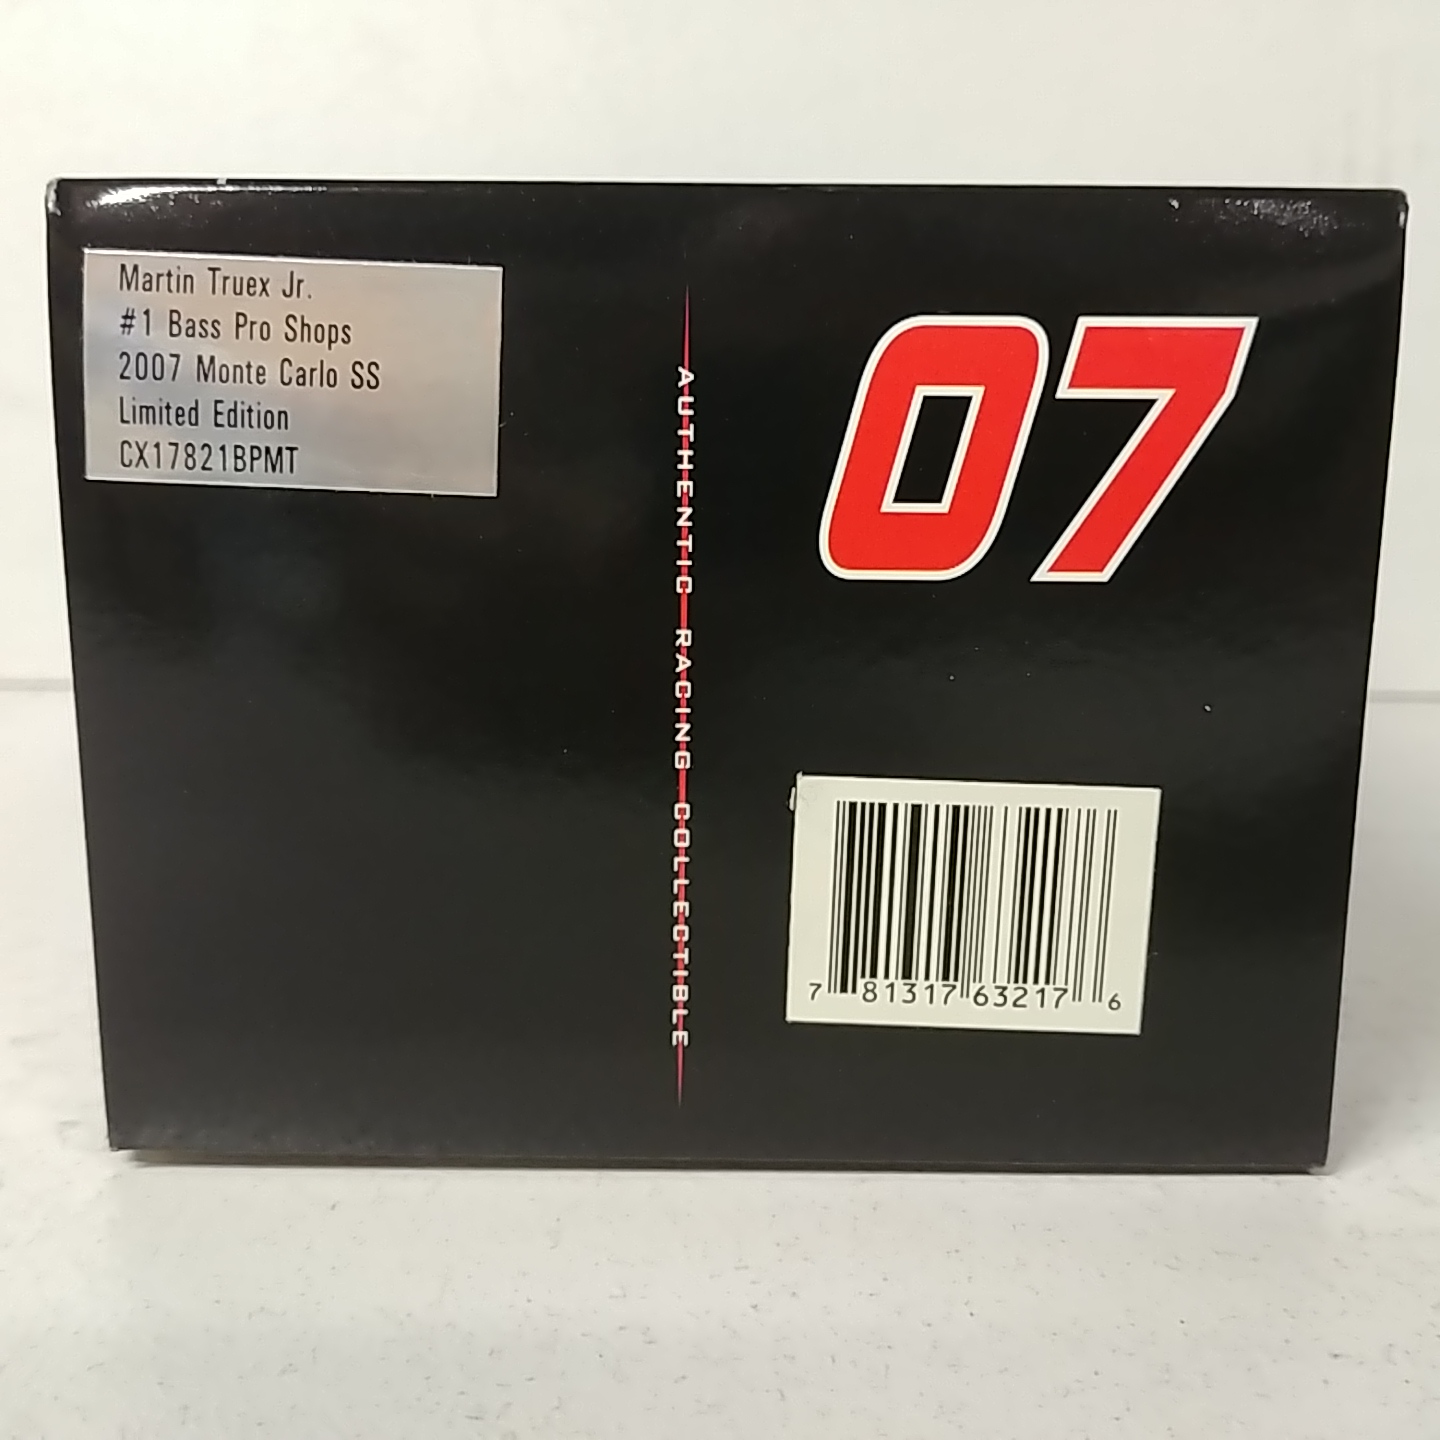 Martin Truex Jr.
#1 Bass Pro Shops
2007 Monte Carlo SS
Limited Edition
CX17821BPMT
AUTHENTIC RACING COLLECTIBLE
07
7 81317 63217 6